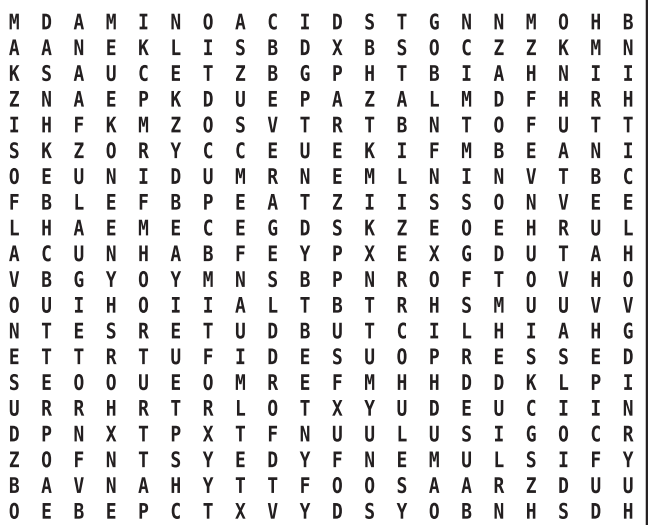 M D A M I N O A C I D S T G N N M O H B
A A N E K L I S B D X B S O C Z Z K M N
K S A U C E T Z B G P H T B I A H N I I
Z N A E P K D U E P A Z A L M D F H R H
I H F K M Z O S V T R T B N T O F U T T
S K Z O R Y C C E U E K I F M B E A N I
O E U N I D U M R N E M L N I N V T B C
F B L E F B P E A T Z I I S S O N V E E
L H A E M E C E G D S K Z E O E H R U L
A C U N H A B F E Y P X E X G D U T A H
V B G Y O Y M N S B P N R O F T O V H O
O U I H O I I A L T B T R H S M U U V V
N T E S R E T U D B U T C I L H I A H G
E T T R T U F I D E S U O P R E S S E D
S E O O U E O M R E F M H H D D K L P I
U R R H R T R L O T X Y U D E U C I I N
D P N X T P X T F N U U L U S I G O C R
Z O F N T S Y E D Y F N E M U L S I F Y
B A V N A H Y T T F O O S A A R Z D U U
O E B E P C T X V Y D S Y O B N H S D H